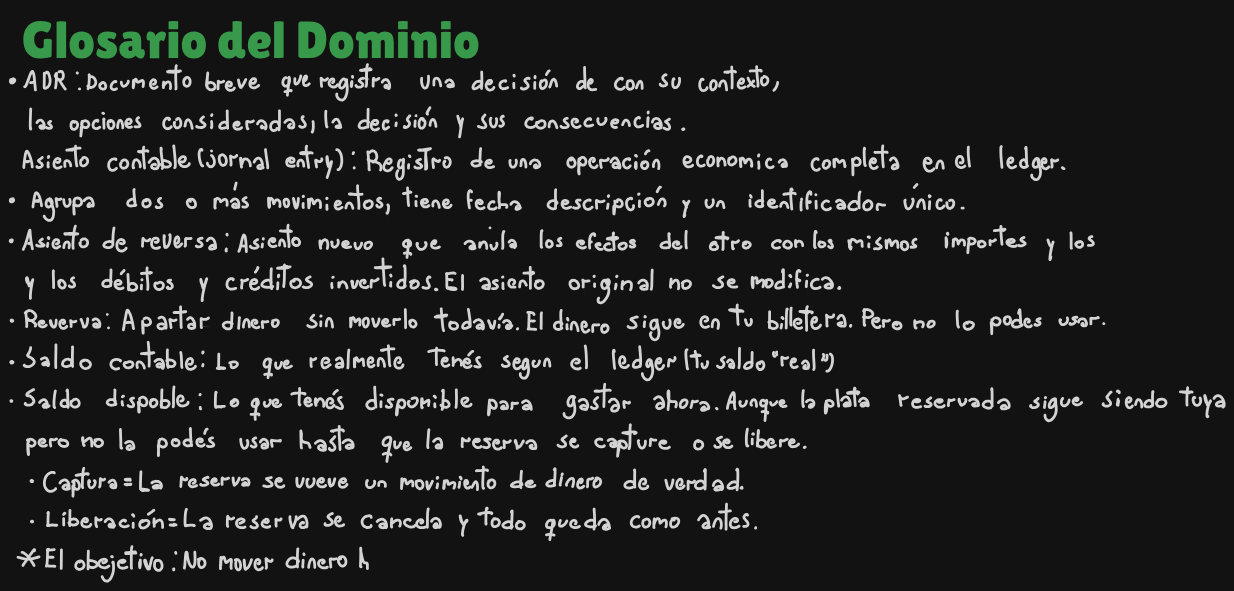 Glosario del Dominio
• ADR: Documento breve que registra una decisión de con su contexto,
las opciones consideradas, la decisión y sus consecuencias.
Asiento contable (jornal entry): Registro de una operación economica completa en el ledger.
• Agrupa dos o más movimientos, tiene fecha descripción y un identificador único.
• Asiento de reversa: Asiento nuevo que anula los efectos del otro con los mismos importes y los
y los débitos y créditos invertidos. El asiento original no se modifica.
• Reverva: Apartar dinero sin moverlo todavía. El dinero sigue en tu billetera. Pero no lo podes usar.
• Saldo contable: Lo que realmente Tenés segun el ledger (tu saldo "real")
• Saldo dispoble: Lo que tenés disponible para gastar ahora. Aunque la plata reservada sigue siendo tuya
pero no la podés usar hasta que la reserva se capture o se libere.
• Captura = La reserva se vueve un movimiento de dinero de verdad.
• Liberación = La reserva se cancela y todo queda como antes.
* El obejetivo: No mover dinero h